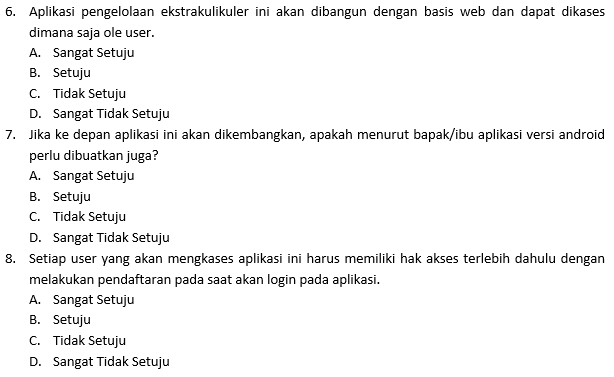 6. Aplikasi pengelolaan ekstrakulikuler ini akan dibangun dengan basis web dan dapat dikases
dimana saja ole user.
A. Sangat Setuju
B. Setuju
C. Tidak Setuju
D. Sangat Tidak Setuju
7. Jika ke depan aplikasi ini akan dikembangkan, apakah menurut bapak/ibu aplikasi versi android
perlu dibuatkan juga?
A. Sangat Setuju
B. Setuju
C. Tidak Setuju
D. Sangat Tidak Setuju
8. Setiap user yang akan mengkases aplikasi ini harus memiliki hak akses terlebih dahulu dengan
melakukan pendaftaran pada saat akan login pada aplikasi.
A. Sangat Setuju
B. Setuju
C. Tidak Setuju
D. Sangat Tidak Setuju